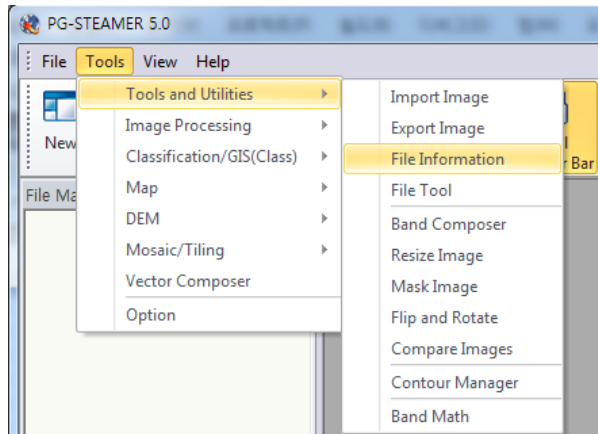 PG-STEAMER 5.0
File Tools View Help
New
r Bar
File Ma
Tools and Utilities
Image Processing
Classification/GIS(Class)
Map
DEM
Mosaic/Tiling
Vector Composer
Option
Import Image
Export Image
File Information
File Tool
Band Composer
Resize Image
Mask Image
Flip and Rotate
Compare Images
Contour Manager
Band Math